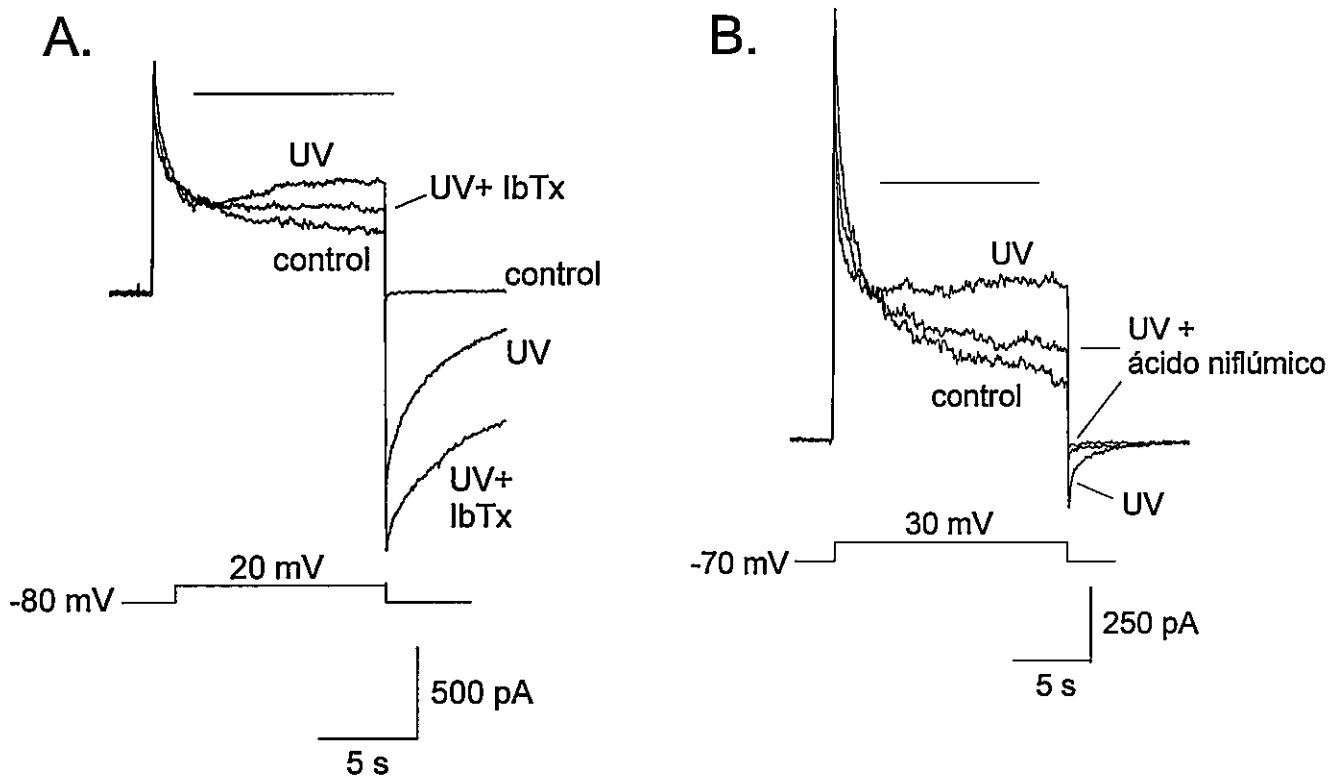 A.
UV
UV+ IbTx
control
control
UV
UV+
IbTx
20 mV
-80 mV
500 pA
5 s
B.
UV
UV +
ácido niflúmico
control
UV
30 mV
-70 mV
250 pA
5 s